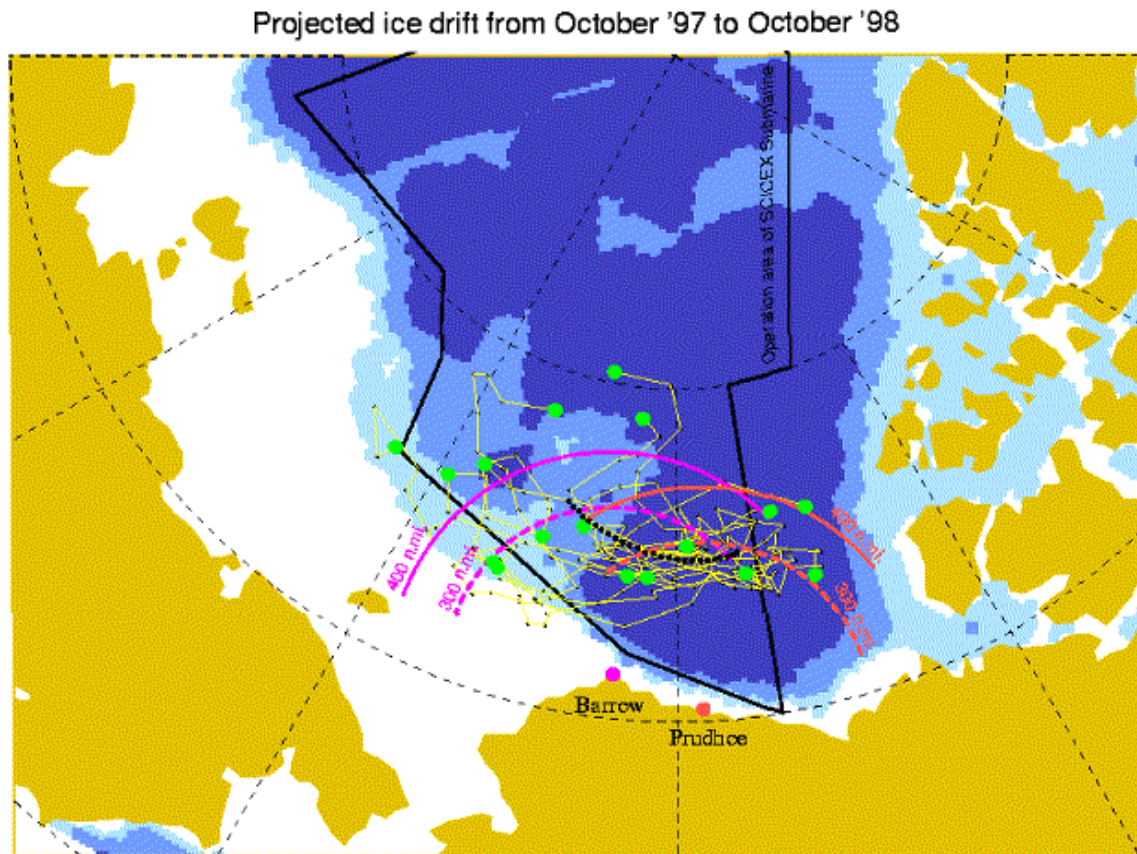 Projected ice drift from October '97 to October '98
Operation area of SCICEX Submarine
400 n.mi.
300 n.mi.
400 n.mi.
300 n.mi.
Barrow
Prudhoe